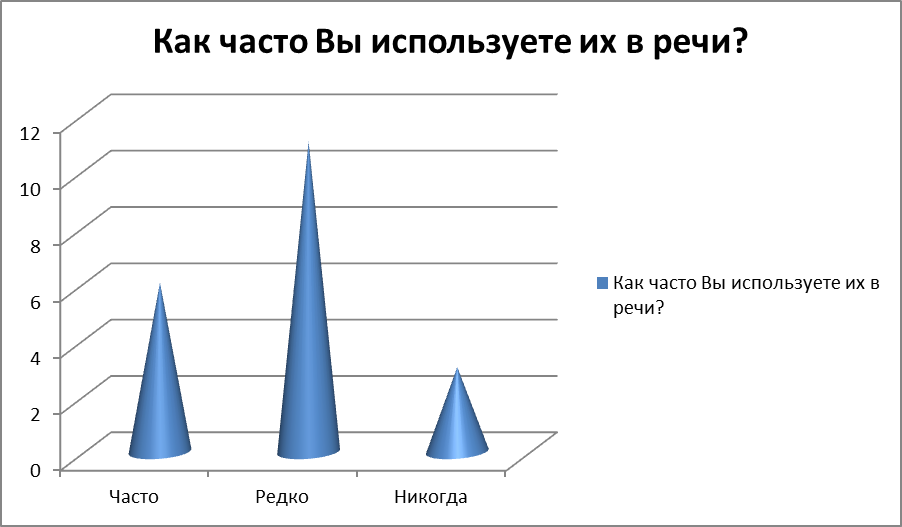 Как часто Вы используете их в речи?
12
10
8
6
4
2
0
Часто Редко Никогда
Как часто Вы используете их в
речи?